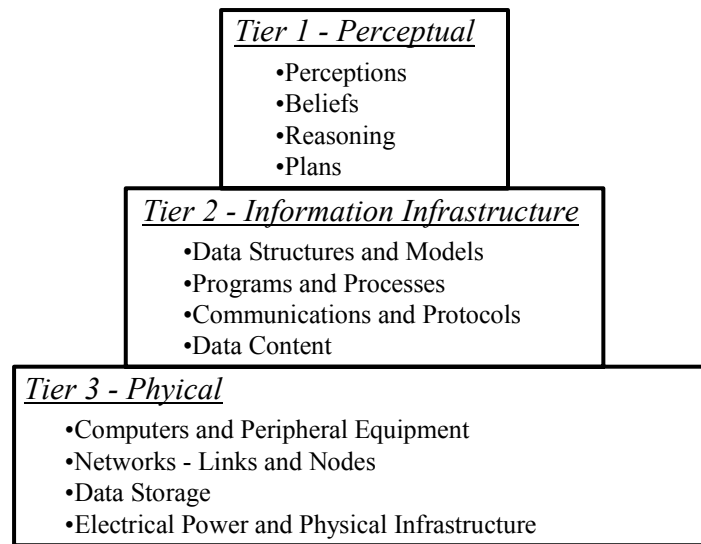 Tier 1 - Perceptual
•Perceptions
•Beliefs
•Reasoning
•Plans
Tier 2 - Information Infrastructure
•Data Structures and Models
•Programs and Processes
•Communications and Protocols
•Data Content
Tier 3 - Phyical
•Computers and Peripheral Equipment
•Networks - Links and Nodes
•Data Storage
•Electrical Power and Physical Infrastructure